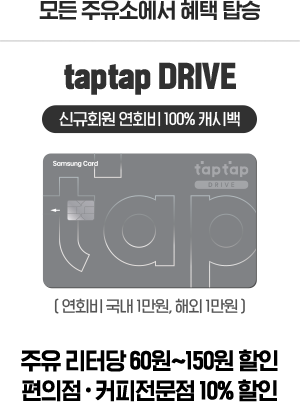 모든 주유소에서 혜택 탑승
taptap DRIVE
신규회원 연회비 100% 캐시백
Samsung Card
taptap
DRIVE
tap
( 연회비 국내 1만원, 해외 1만원 )
주유 리터당 60원~150원 할인
편의점 · 커피전문점 10% 할인